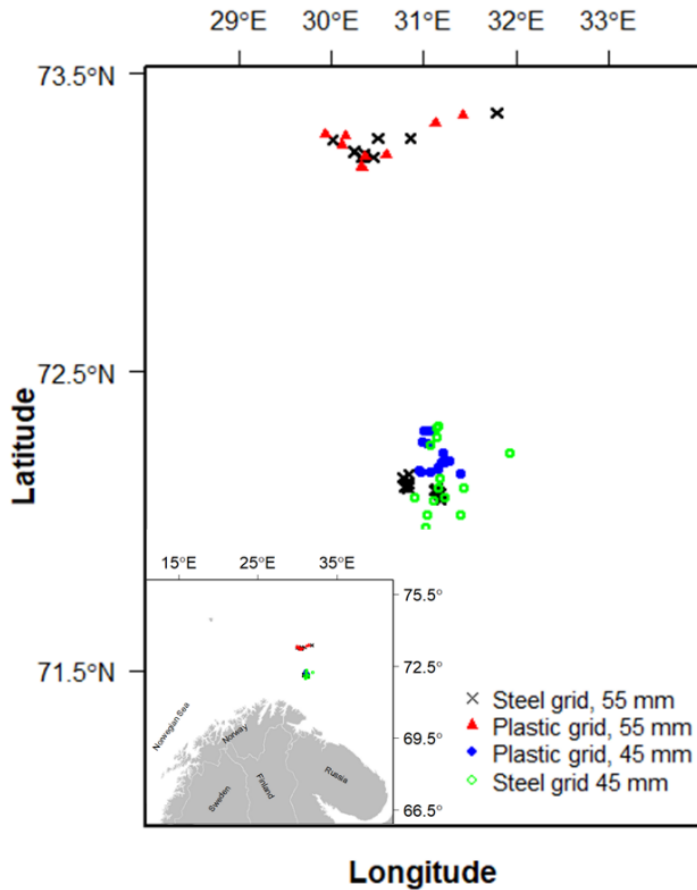 29°E 30°E 31°E 32°E 33°E
73.5°N
72.5°N
71.5°N
Latitude
15°E 25°E 35°E
75.5°
72.5°
69.5°
66.5°
Norwegian Sea
Norway
Sweden
Finland
Russia
Steel grid, 55 mm
Plastic grid, 55 mm
Plastic grid, 45 mm
Steel grid 45 mm
Longitude